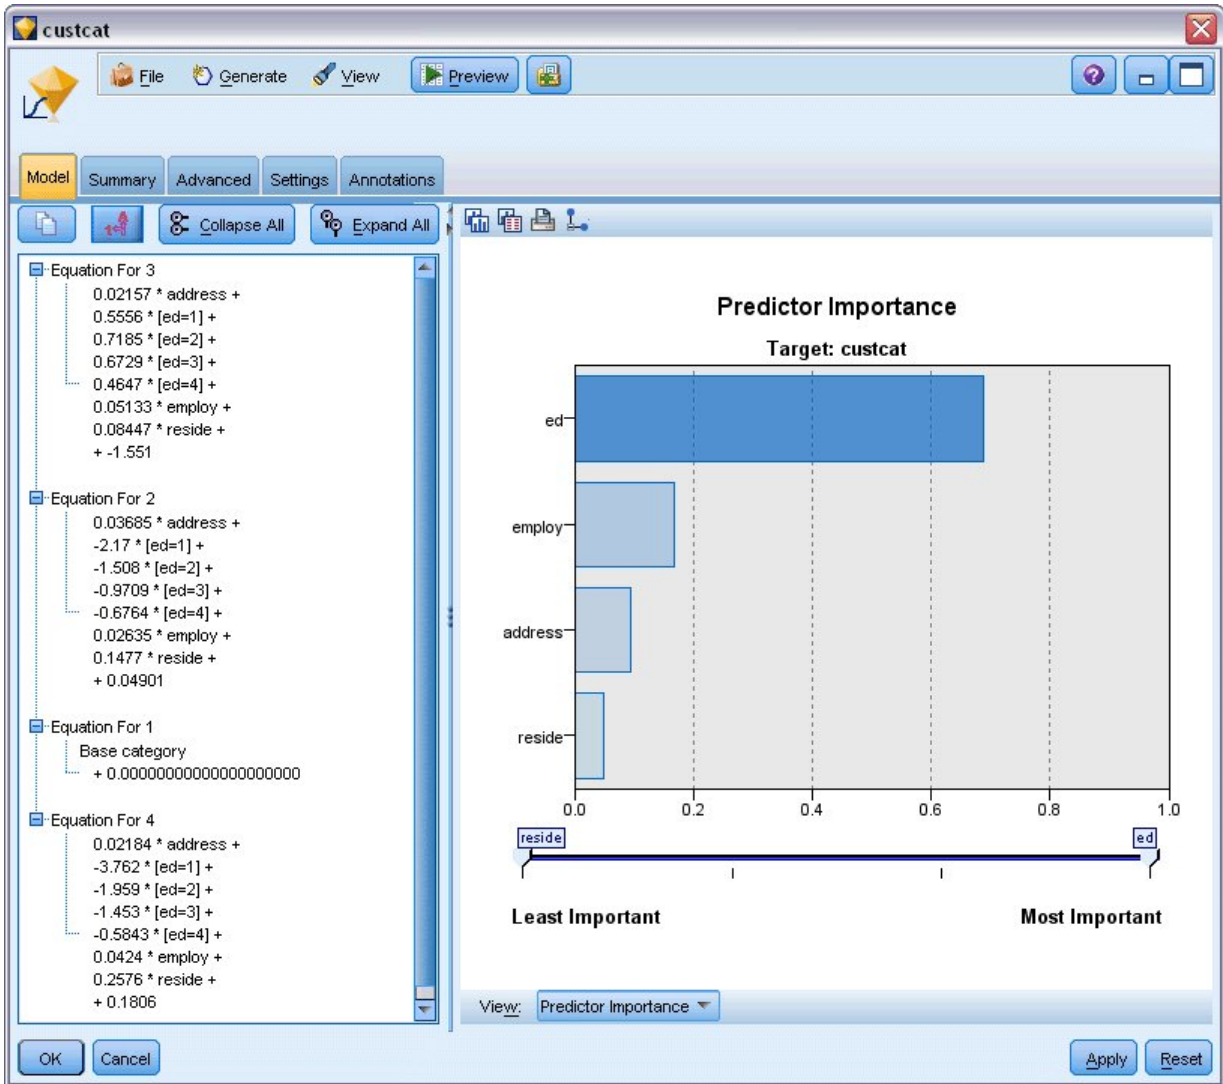 custcat
File Generate View Preview
Model Summary Advanced Settings Annotations
Collapse All Expand All
Equation For 3
0.02157 * address +
0.5556 * [ed=1] +
0.7185 * [ed=2] +
0.6729 * [ed=3] +
0.4647 * [ed=4] +
0.05133 * employ +
0.08447 * reside +
+ -1.551
Equation For 2
0.03685 * address +
-2.17 * [ed=1] +
-1.508 * [ed=2] +
-0.9709 * [ed=3] +
-0.6764 * [ed=4] +
0.02635 * employ +
0.1477 * reside +
+ 0.04901
Equation For 1
Base category
+ 0.00000000000000000000
Equation For 4
0.02184 * address +
-3.762 * [ed=1] +
-1.959 * [ed=2] +
-1.453 * [ed=3] +
-0.5843 * [ed=4] +
0.0424 * employ +
0.2576 * reside +
+ 0.1806
Predictor Importance
Target: custcat
ed
employ
address
reside
0.0 0.2 0.4 0.6 0.8 1.0
reside ed
Least Important Most Important
View: Predictor Importance
OK Cancel Apply Reset